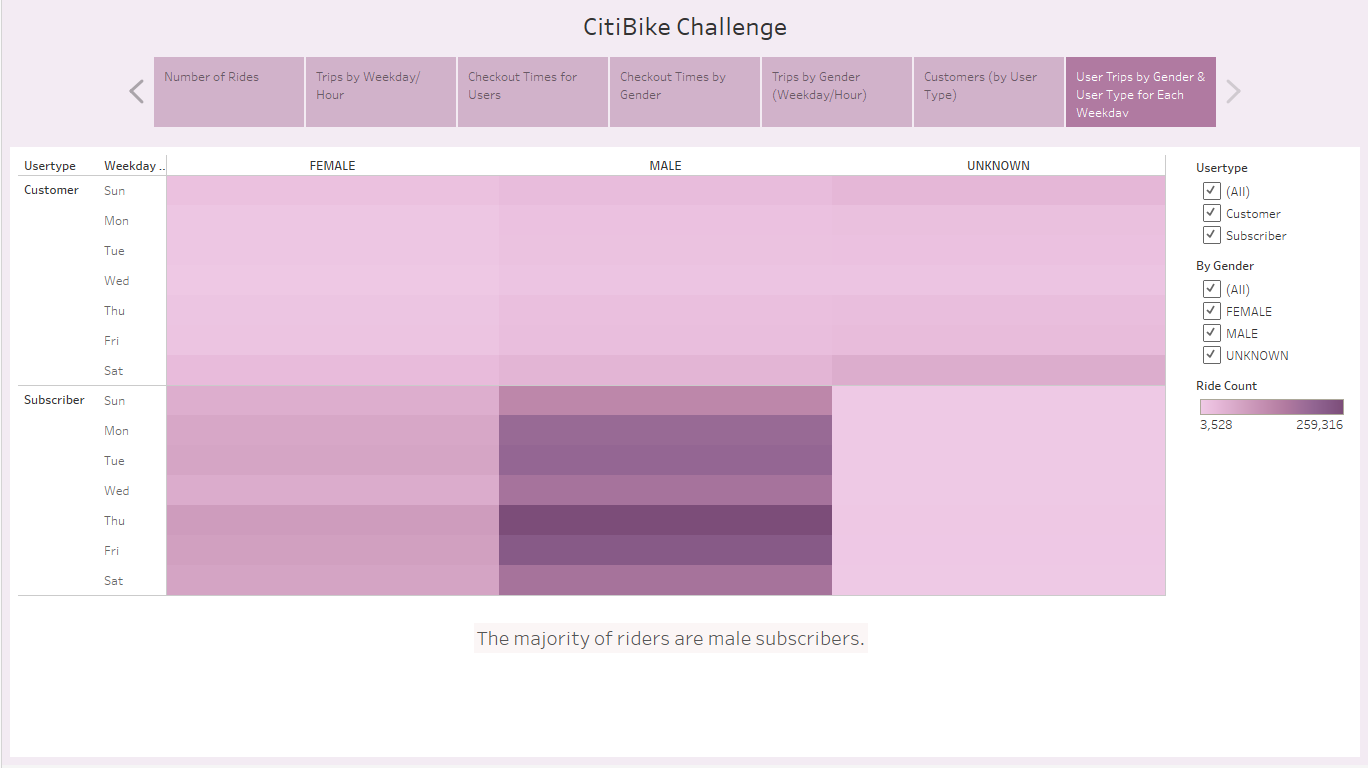 CitiBike Challenge
Number of Rides
Trips by Weekday/
Hour
Checkout Times for
Users
Checkout Times by
Gender
Trips by Gender
(Weekday/Hour)
Customers (by User
Type)
User Trips by Gender &
User Type for Each
Weekday
Usertype Weekday .. FEMALE MALE UNKNOWN
Customer Sun
Mon
Tue
Wed
Thu
Fri
Sat
Subscriber Sun
Mon
Tue
Wed
Thu
Fri
Sat
Usertype
(All)
Customer
Subscriber
By Gender
(All)
FEMALE
MALE
UNKNOWN
Ride Count
3,528 259,316
The majority of riders are male subscribers.